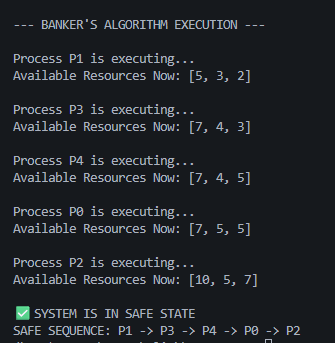 --- BANKER'S ALGORITHM EXECUTION ---
Process P1 is executing...
Available Resources Now: [5, 3, 2]
Process P3 is executing...
Available Resources Now: [7, 4, 3]
Process P4 is executing...
Available Resources Now: [7, 4, 5]
Process P0 is executing...
Available Resources Now: [7, 5, 5]
Process P2 is executing...
Available Resources Now: [10, 5, 7]
✅ SYSTEM IS IN SAFE STATE
SAFE SEQUENCE: P1 -> P3 -> P4 -> P0 -> P2